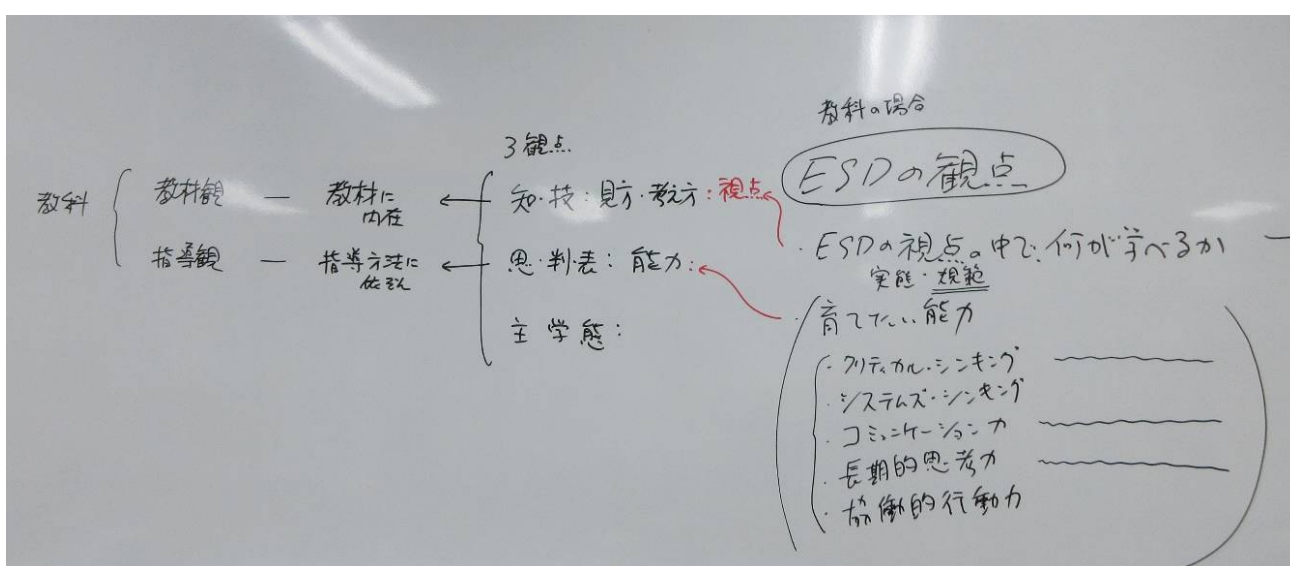 教科の場合
ESDの観点
3観点
教科
教材観 ― 教材に内在 ← 知・技:見方・考え方:視点
指導観 ― 指導方法に依存 ← 思・判・表:能力:
主学態:
・ESDの視点の中で、何が学べるか ―
実態・規範
・育てたい能力
・クリティカル・シンキング
・システムズ・シンキング
・コミュニケーション力
・長期的思考力
・協働的行動力